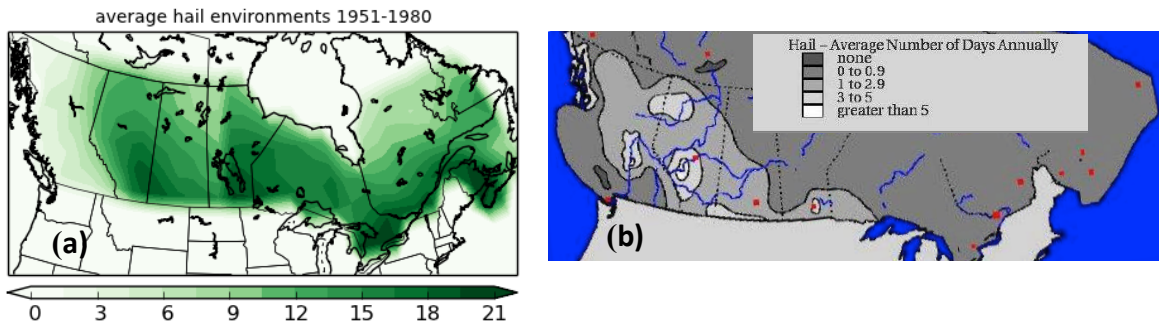 average hail environments 1951-1980
(a)
0 3 6 9 12 15 18 21
Hail – Average Number of Days Annually
none
0 to 0.9
1 to 2.9
3 to 5
greater than 5
(b)